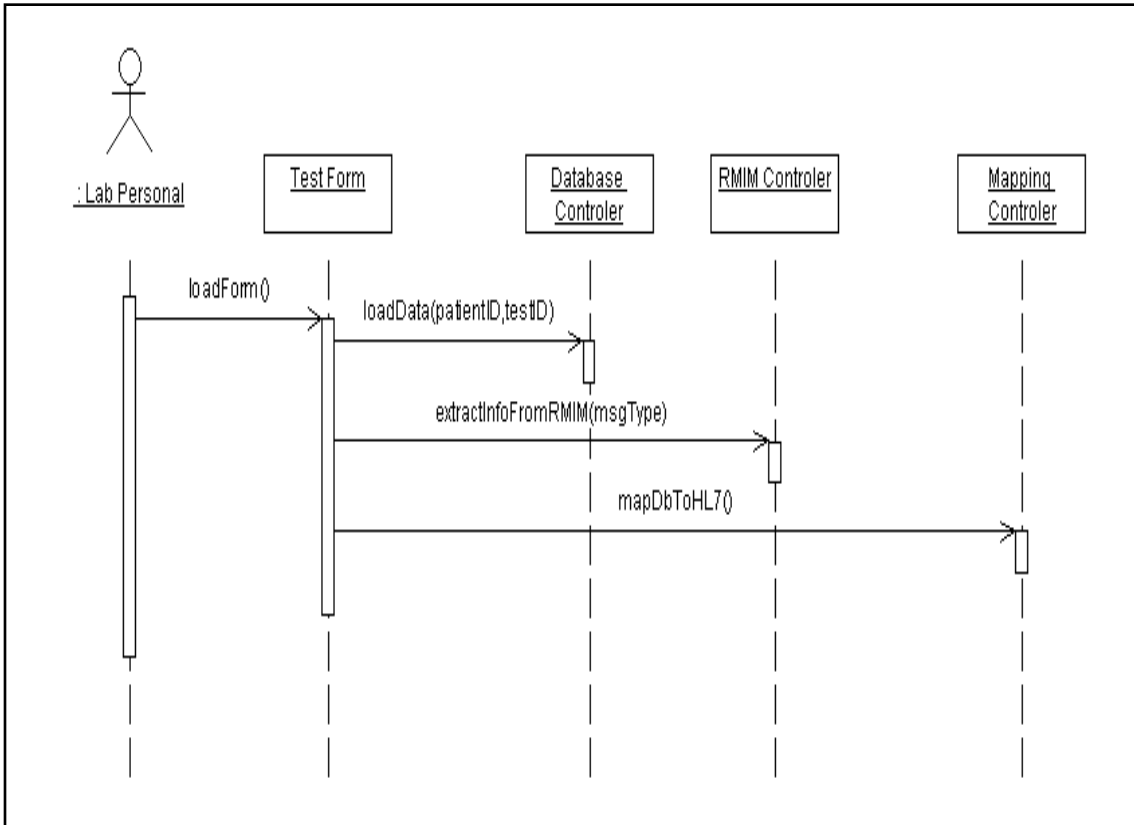 : Lab Personal
Test Form
Database
Controler
RMIM Controler
Mapping
Controler
loadForm()
loadData(patientID,testID)
extractInfoFromRMIM(msgType)
mapDbToHL7()